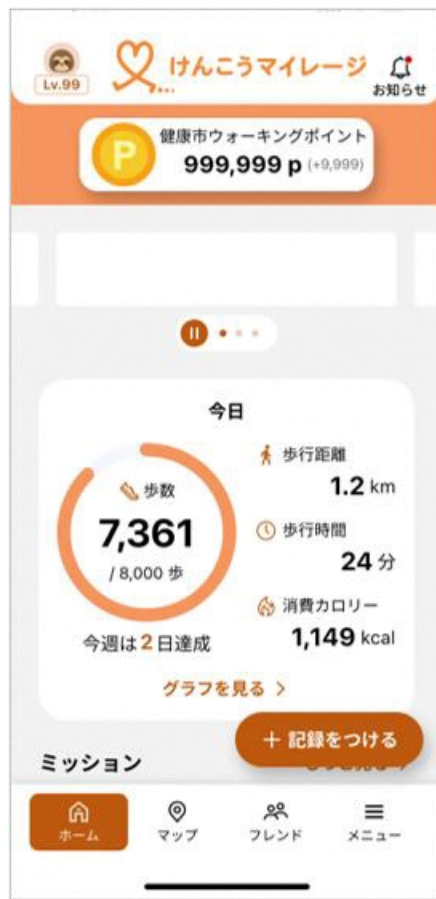 Lv.99
けんこうマイレージ
お知らせ
P
健康市ウォーキングポイント
999,999 p (+9,999)
今日
歩数
7,361
/ 8,000 歩
今週は2日達成
歩行距離
1.2 km
歩行時間
24 分
消費カロリー
1,149 kcal
グラフを見る >
+ 記録をつける
ミッション
ホーム
マップ
フレンド
メニュー